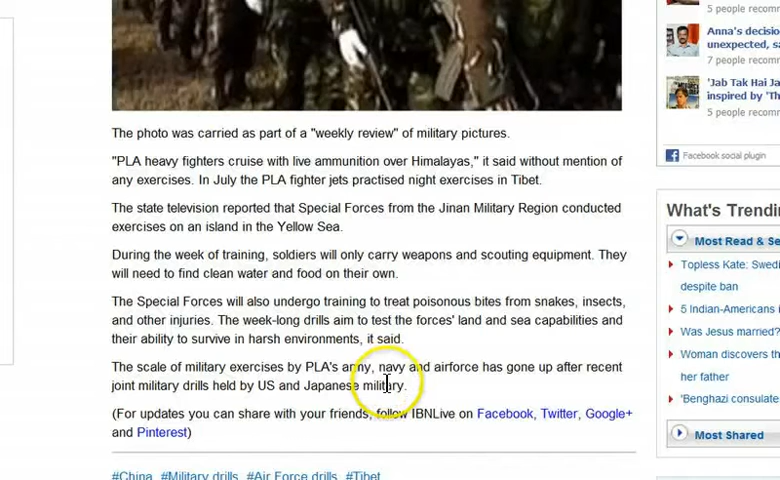 5 people recomm
Anna's decisio
unexpected, sa
7 people recomm
'Jab Tak Hai Ja
inspired by 'Th
5 people recomm
Facebook social plugin
The photo was carried as part of a "weekly review" of military pictures.
"PLA heavy fighters cruise with live ammunition over Himalayas," it said without mention of
any exercises. In July the PLA fighter jets practised night exercises in Tibet.
The state television reported that Special Forces from the Jinan Military Region conducted
exercises on an island in the Yellow Sea.
During the week of training, soldiers will only carry weapons and scouting equipment. They
will need to find clean water and food on their own.
The Special Forces will also undergo training to treat poisonous bites from snakes, insects,
and other injuries. The week-long drills aim to test the forces' land and sea capabilities and
their ability to survive in harsh environments, it said.
The scale of military exercises by PLA's army, navy and airforce has gone up after recent
joint military drills held by US and Japanese military.
(For updates you can share with your friends, follow IBNLive on Facebook, Twitter, Google+
and Pinterest)
#China #Military drills #Air Force drills #Tibet
What's Trendi
Most Read & Se
Topless Kate: Swedi
despite ban
5 Indian-Americans i
Was Jesus married?
Woman discovers th
her father
'Benghazi consulate
Most Shared